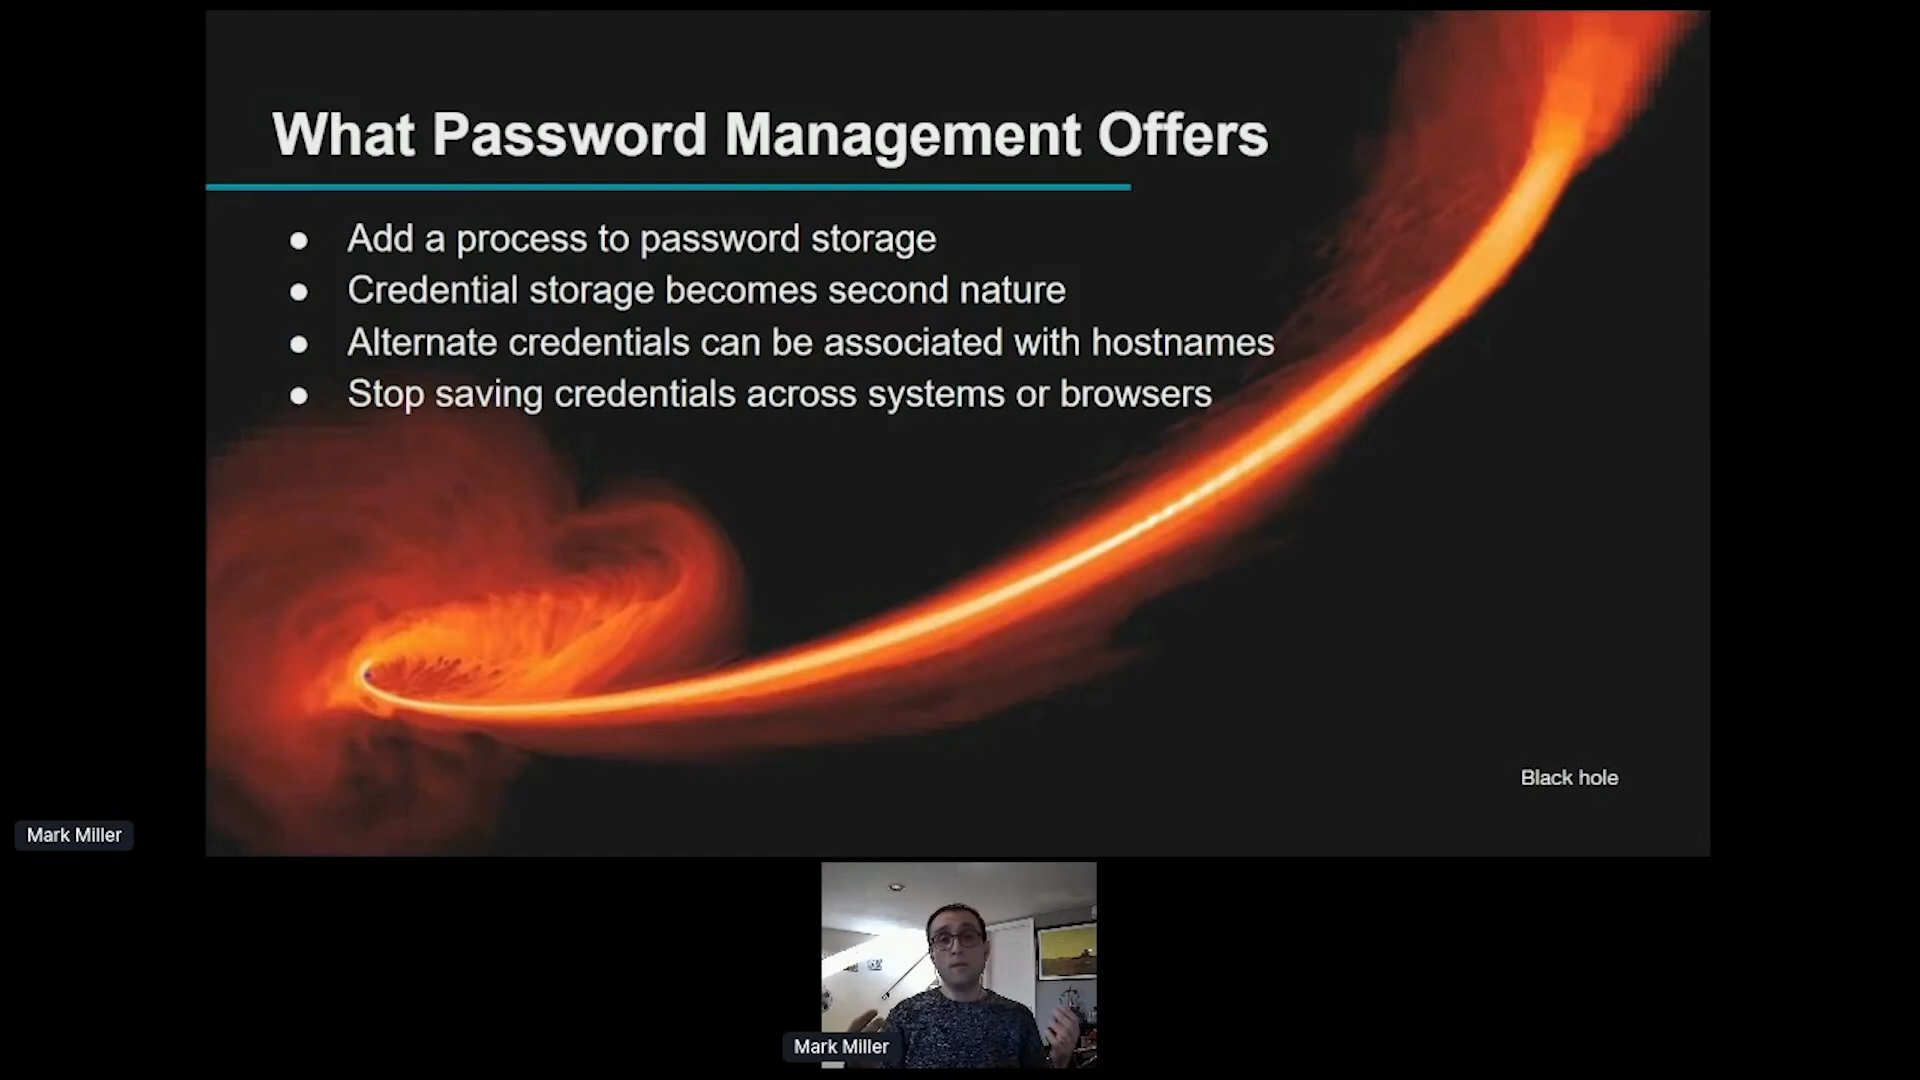 What Password Management Offers
● Add a process to password storage
● Credential storage becomes second nature
● Alternate credentials can be associated with hostnames
● Stop saving credentials across systems or browsers
Black hole
Mark Miller
Mark Miller